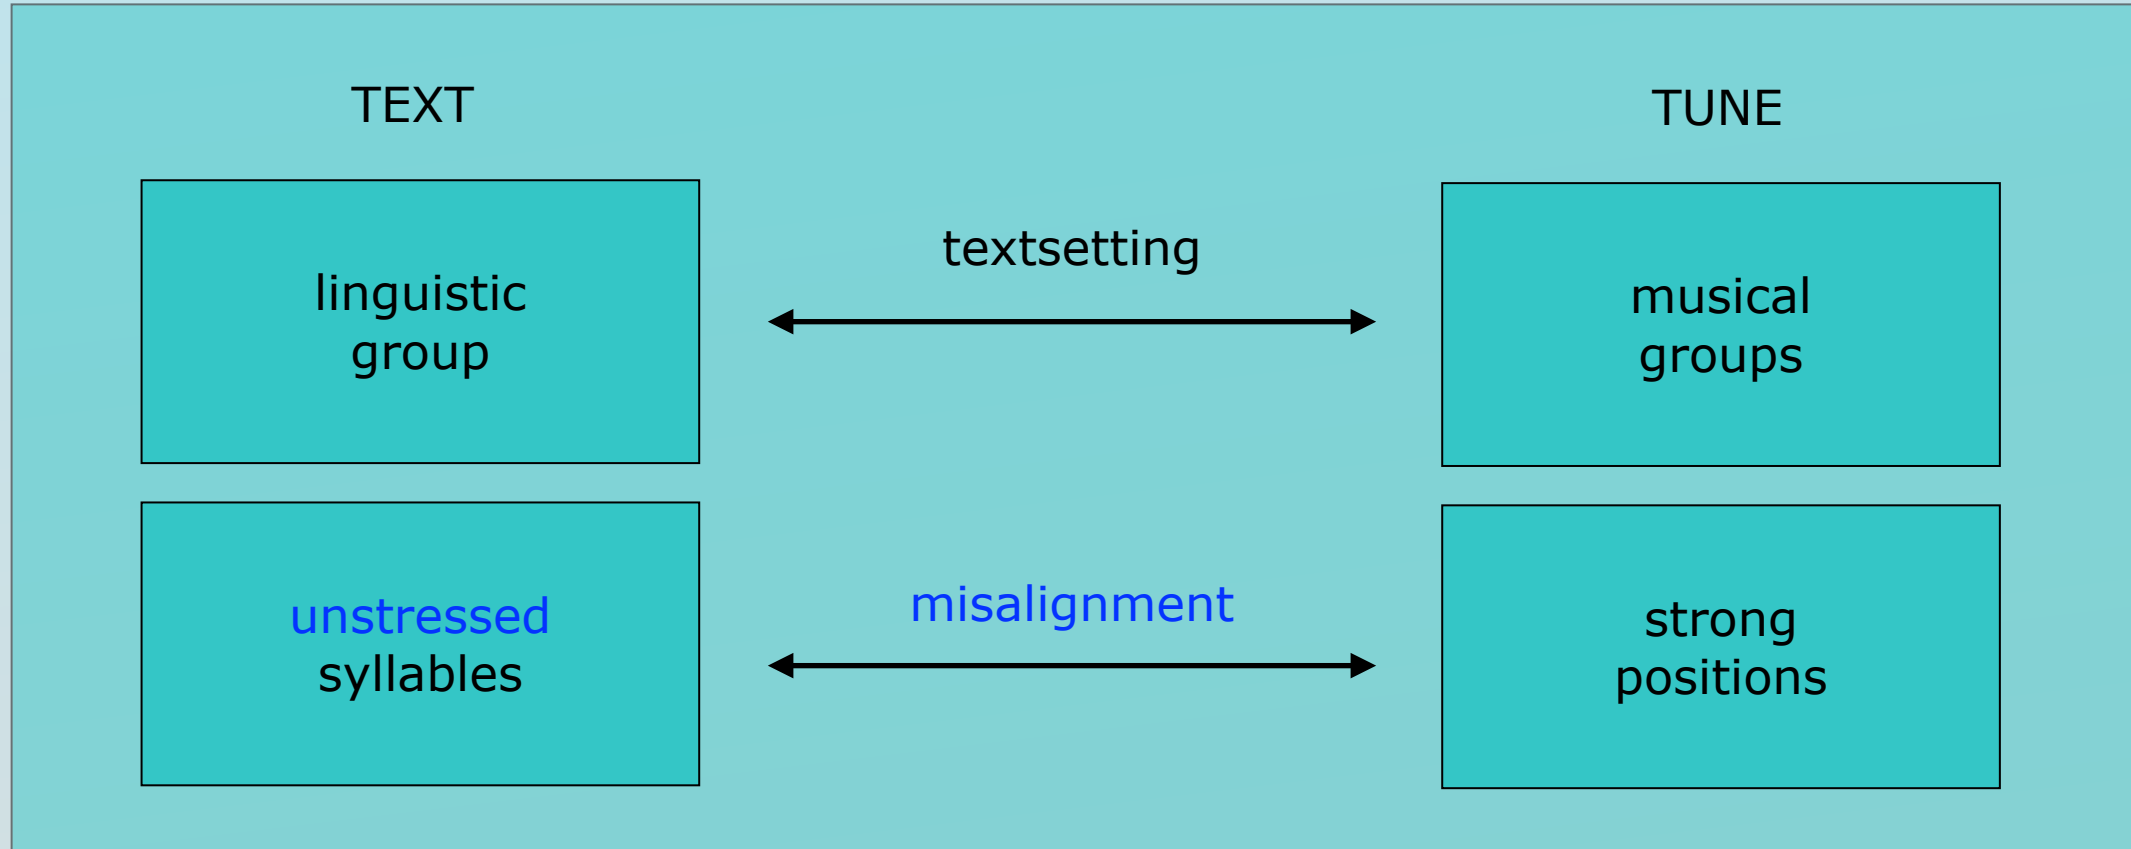 TEXT
TUNE
linguistic
group
textsetting
musical
groups
unstressed
syllables
misalignment
strong
positions